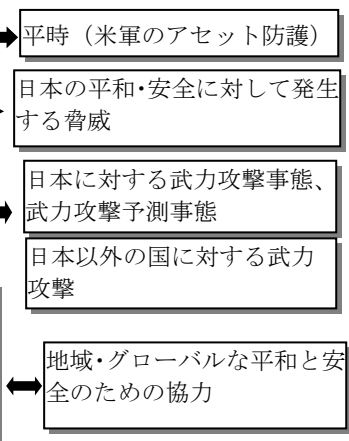 平時（米軍のアセット防護）
日本の平和･安全に対して発生
する脅威
日本に対する武力攻撃事態、
武力攻撃予測事態
日本以外の国に対する武力
攻撃
地域･グローバルな平和と安
全のための協力